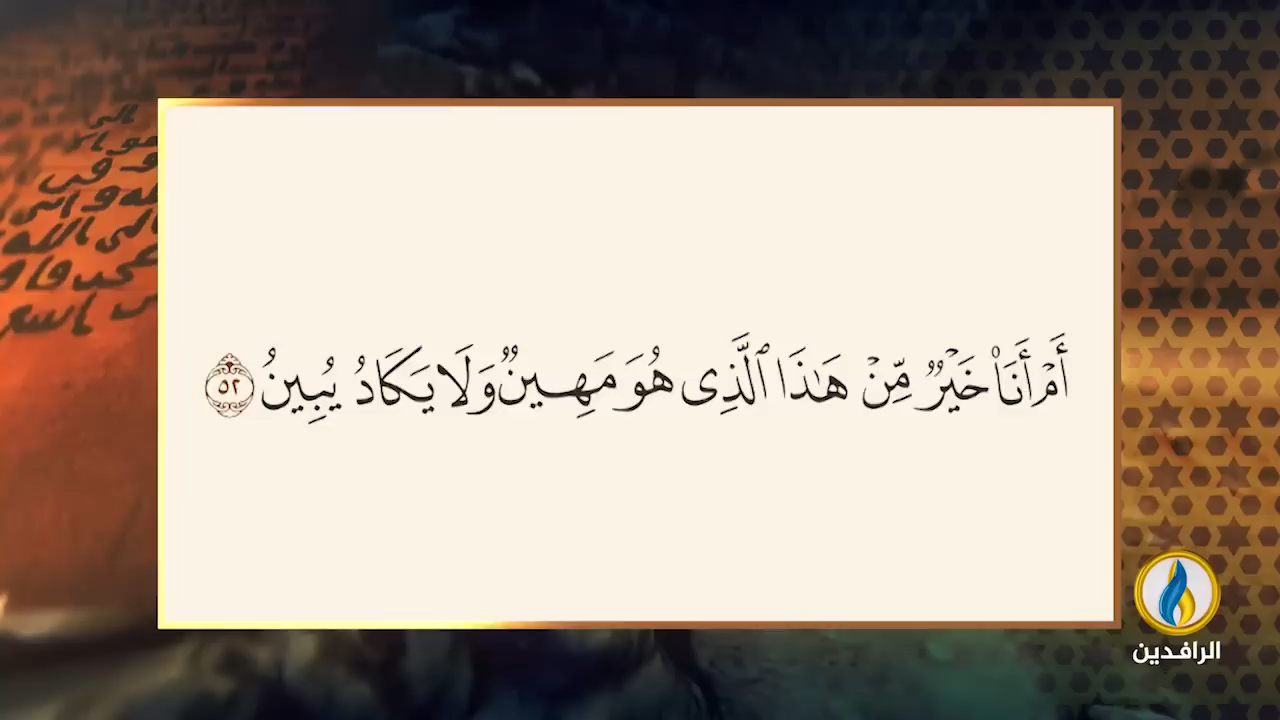 أَمۡ أَنَا۠ خَيۡرٞ مِّنۡ هَٰذَا ٱلَّذِي هُوَ مَهِينٞ وَلَا يَكَادُ يُبِينُ ٥٢
الرافدين